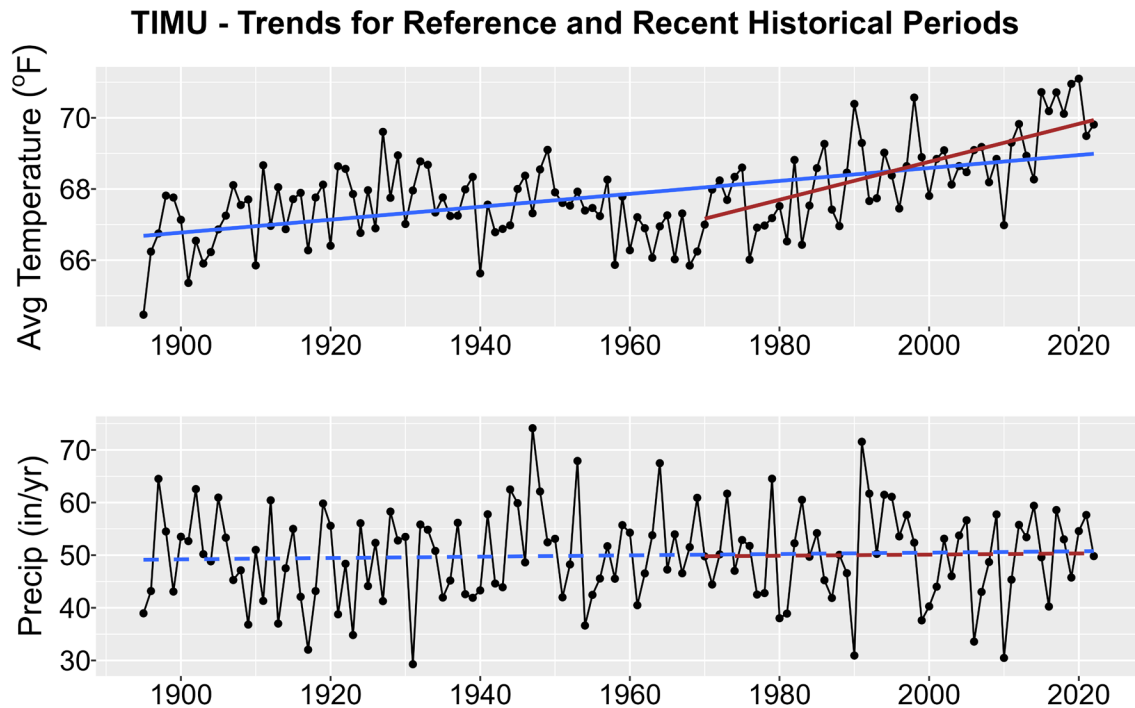 TIMU - Trends for Reference and Recent Historical Periods
Avg Temperature (°F)
70
68
66
1900 1920 1940 1960 1980 2000 2020
Precip (in/yr)
70
60
50
40
30
1900 1920 1940 1960 1980 2000 2020